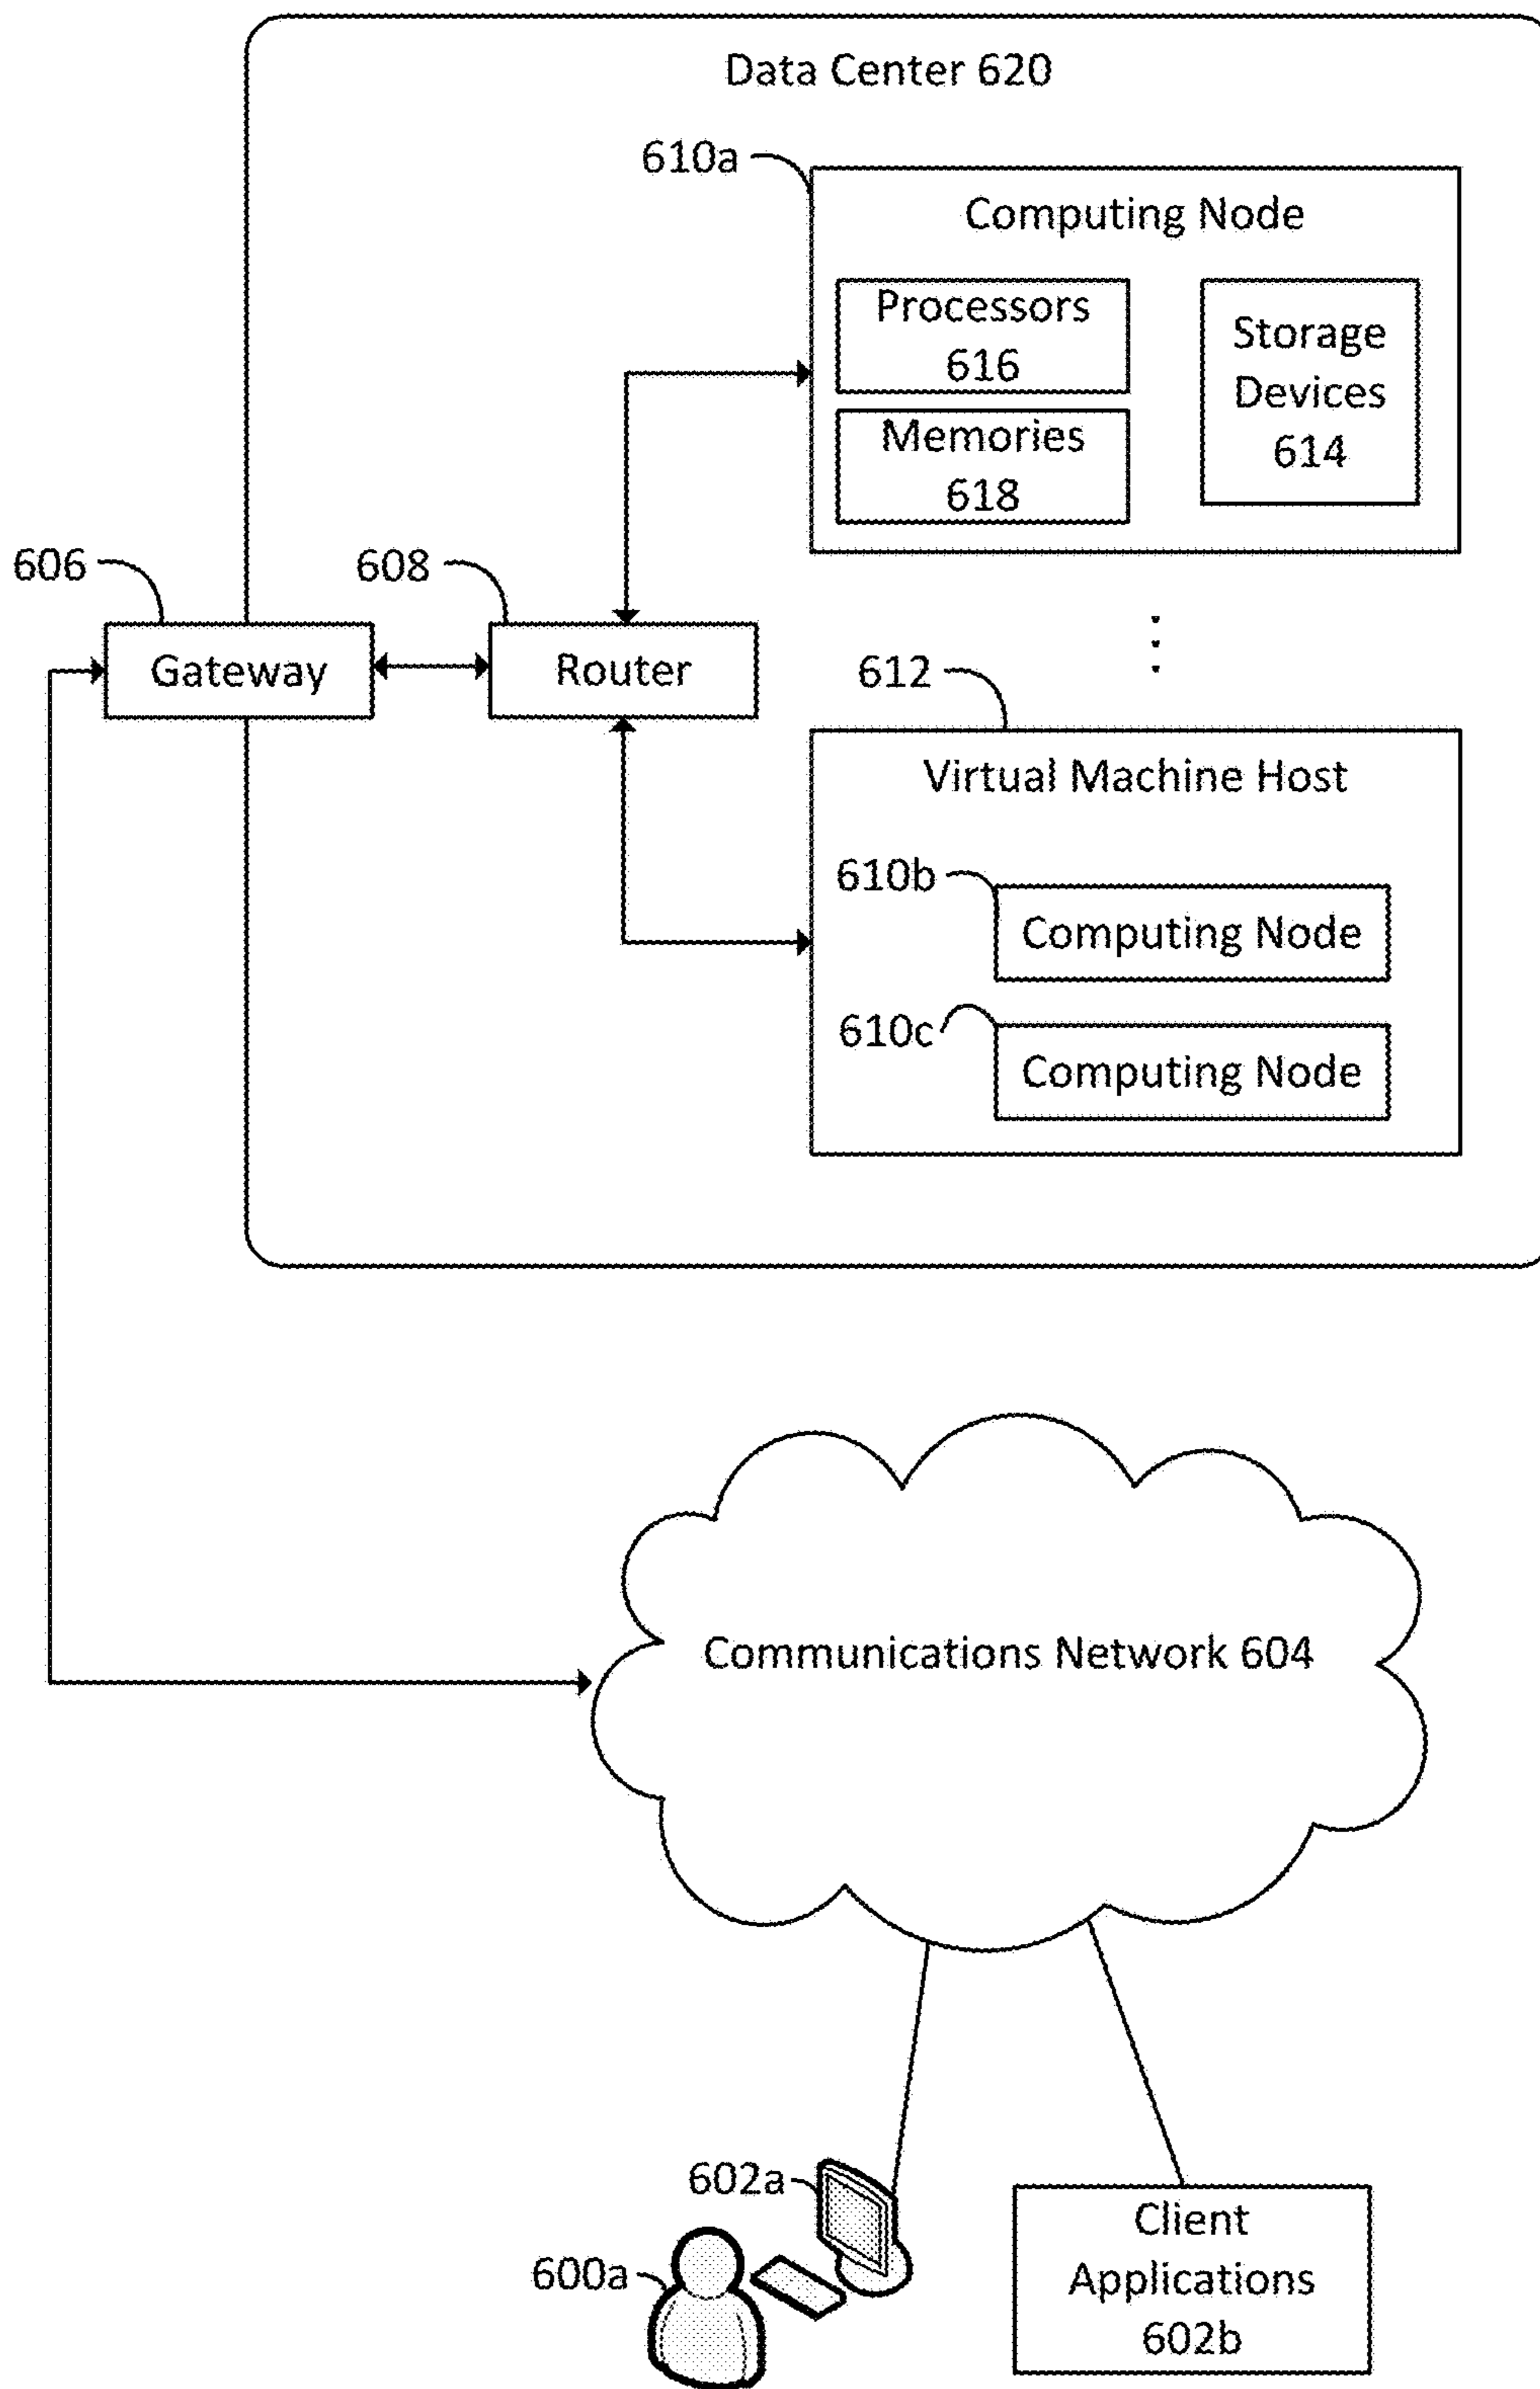 Data Center 620
610a
Computing Node
Processors
616
Storage
Devices
614
Memories
618
606
608
Gateway
Router
612
Virtual Machine Host
610b
Computing Node
610c
Computing Node
Communications Network 604
602a
600a
Client
Applications
602b